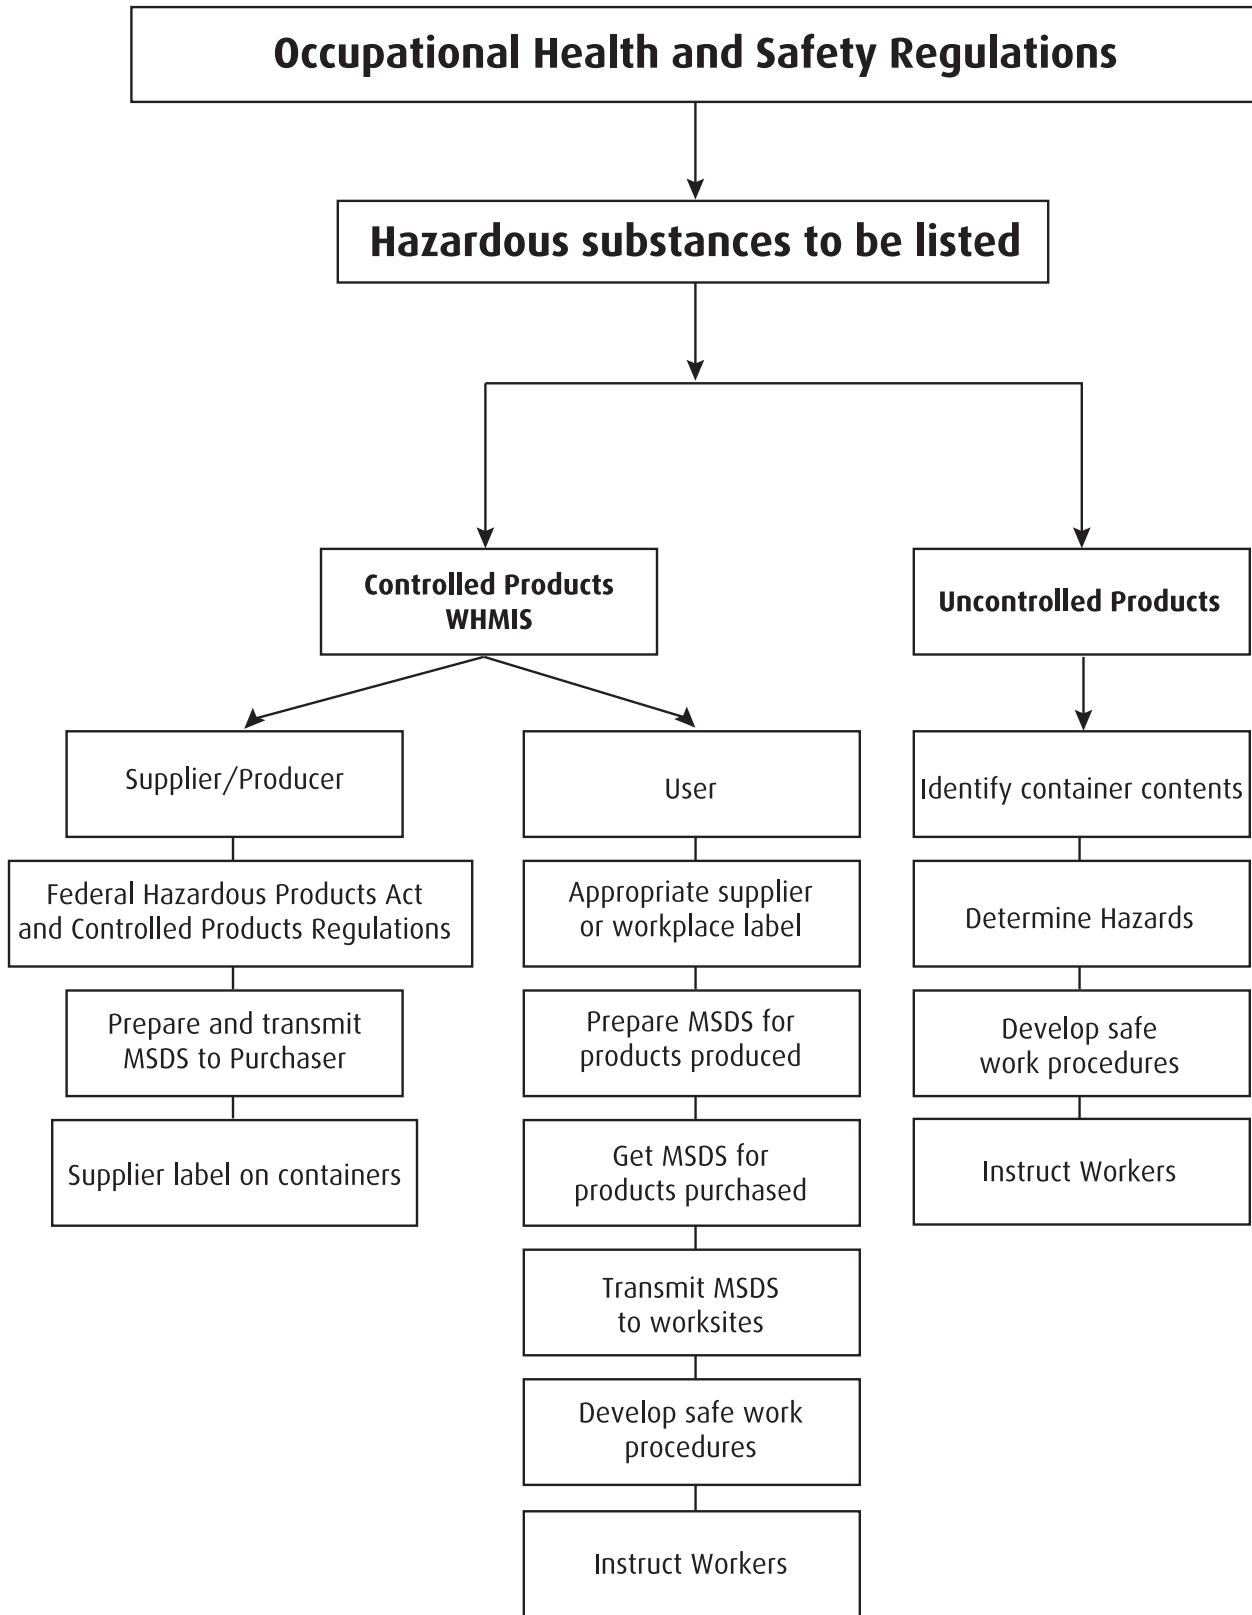 Occupational Health and Safety Regulations
Hazardous substances to be listed
Controlled Products
WHMIS
Uncontrolled Products
Supplier/Producer
User
Identify container contents
Federal Hazardous Products Act
and Controlled Products Regulations
Appropriate supplier
or workplace label
Determine Hazards
Prepare and transmit
MSDS to Purchaser
Prepare MSDS for
products produced
Develop safe
work procedures
Supplier label on containers
Get MSDS for
products purchased
Instruct Workers
Transmit MSDS
to worksites
Develop safe work
procedures
Instruct Workers